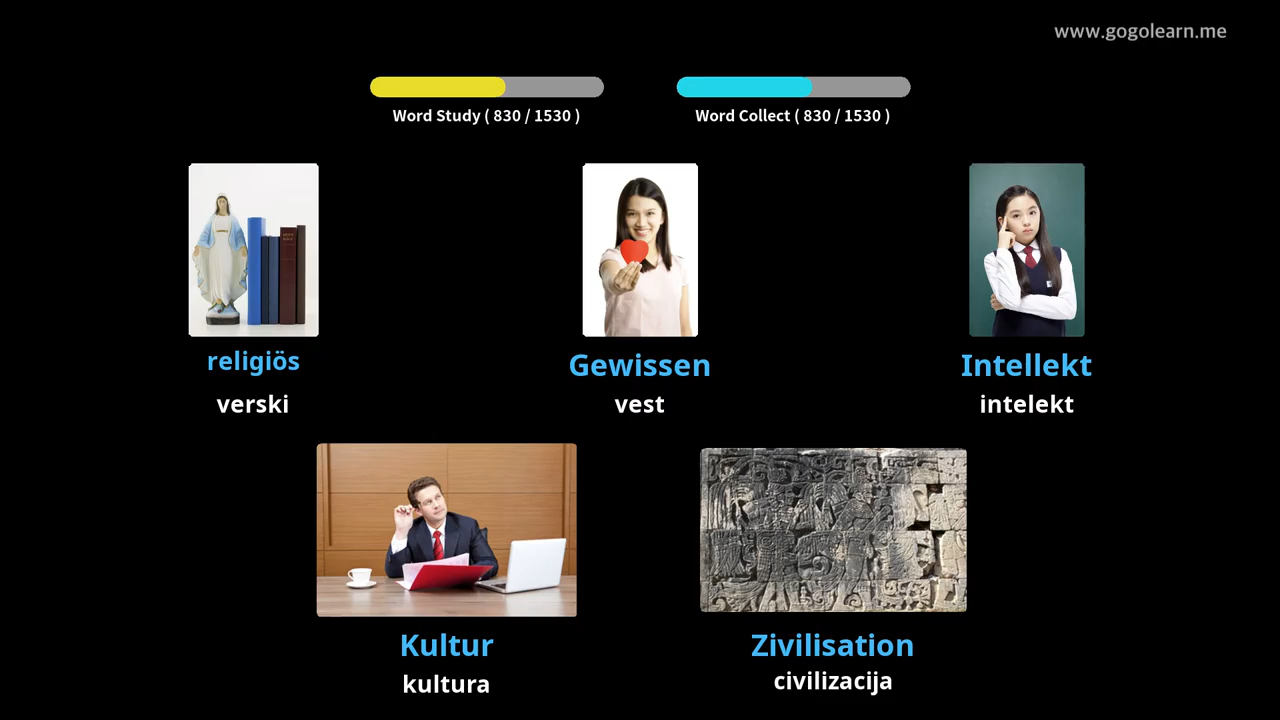 www.gogolearn.me
Word Study ( 830 / 1530 )
Word Collect ( 830 / 1530 )
religiös
verski
Gewissen
vest
Intellekt
intelekt
Kultur
kultura
Zivilisation
civilizacija